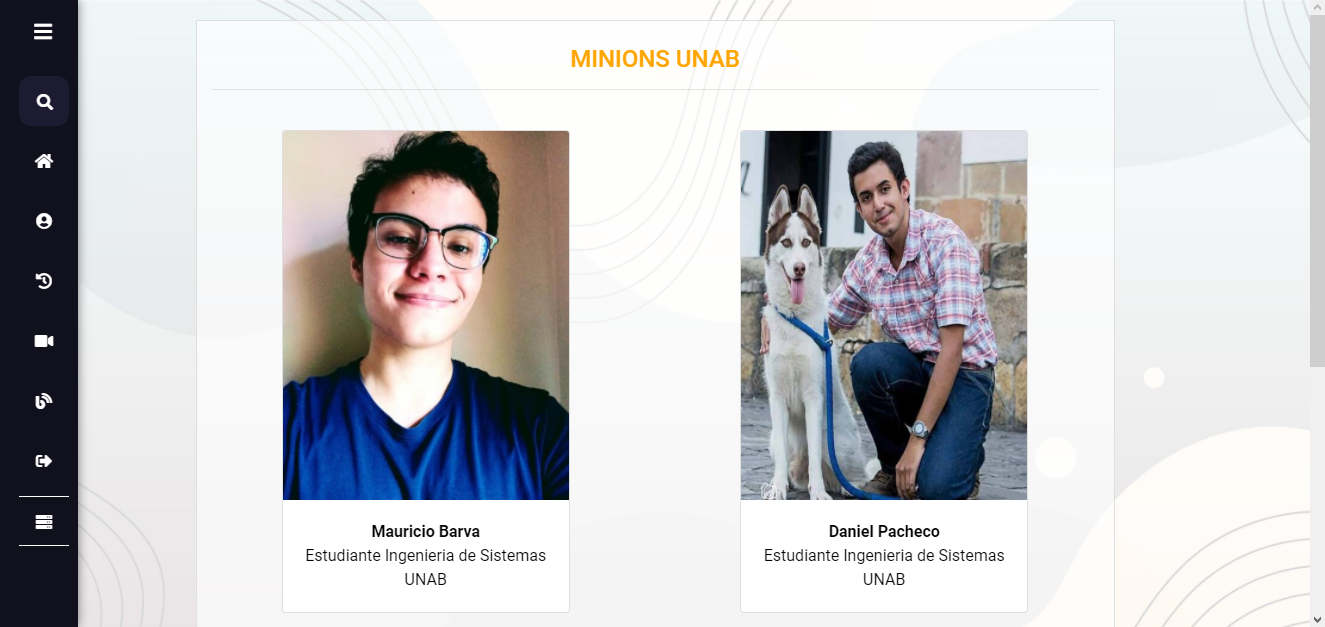 MINIONS UNAB
Mauricio Barva
Estudiante Ingenieria de Sistemas
UNAB
Daniel Pacheco
Estudiante Ingenieria de Sistemas
UNAB